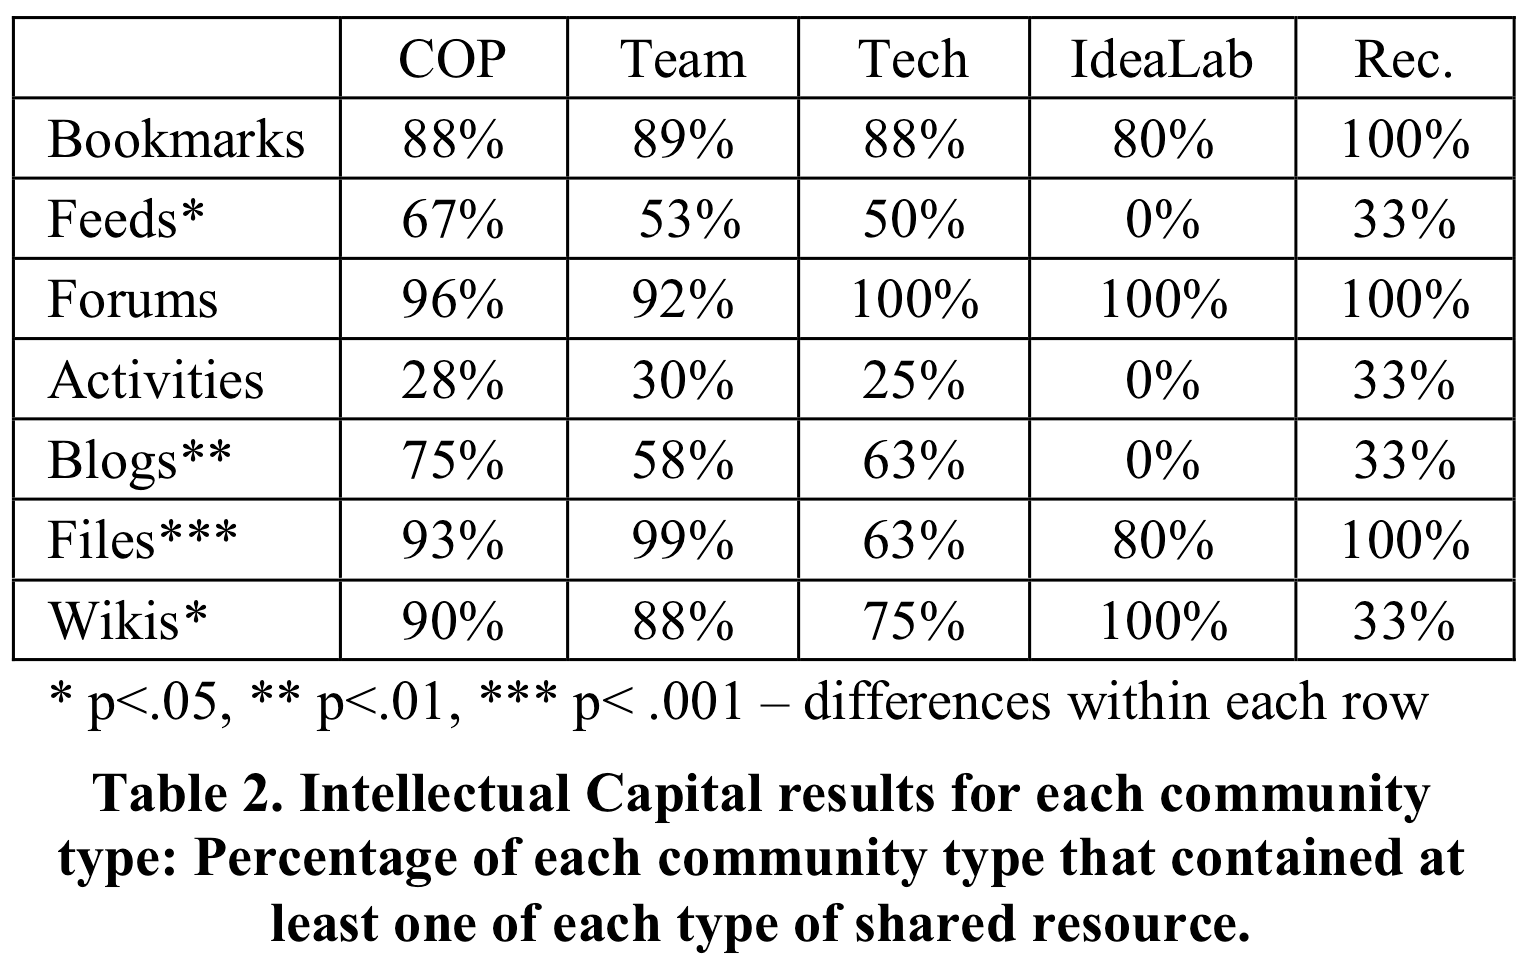 COP Team Tech IdeaLab Rec.
Bookmarks 88% 89% 88% 80% 100%
Feeds* 67% 53% 50% 0% 33%
Forums 96% 92% 100% 100% 100%
Activities 28% 30% 25% 0% 33%
Blogs** 75% 58% 63% 0% 33%
Files*** 93% 99% 63% 80% 100%
Wikis* 90% 88% 75% 100% 33%
* p<.05, ** p<.01, *** p< .001 – differences within each row
Table 2. Intellectual Capital results for each community
type: Percentage of each community type that contained at
least one of each type of shared resource.